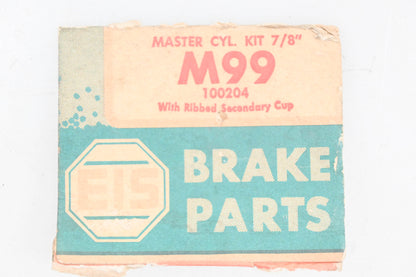 MASTER CYL. KIT 7/8"
M99
100204
With Ribbed Secondary Cup
EIS
BRAKE
PARTS